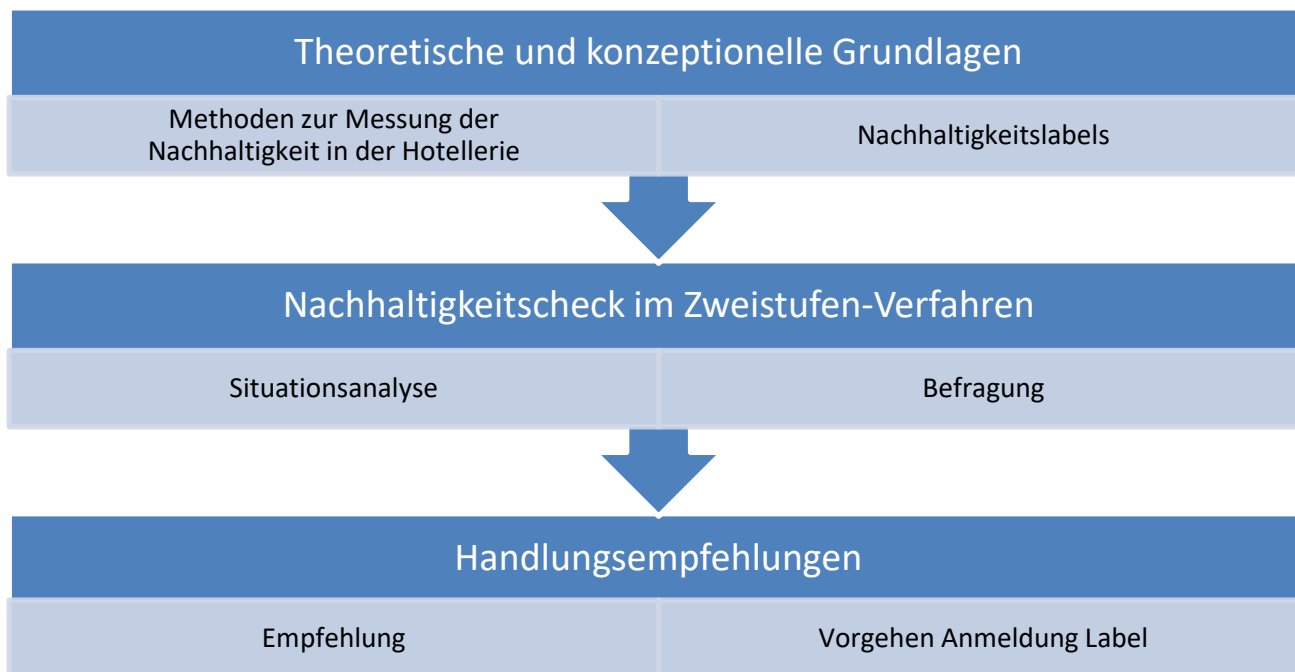 Theoretische und konzeptionelle Grundlagen
Methoden zur Messung der
Nachhaltigkeit in der Hotellerie
Nachhaltigkeitslabels
Nachhaltigkeitscheck im Zweistufen-Verfahren
Situationsanalyse
Befragung
Handlungsempfehlungen
Empfehlung
Vorgehen Anmeldung Label